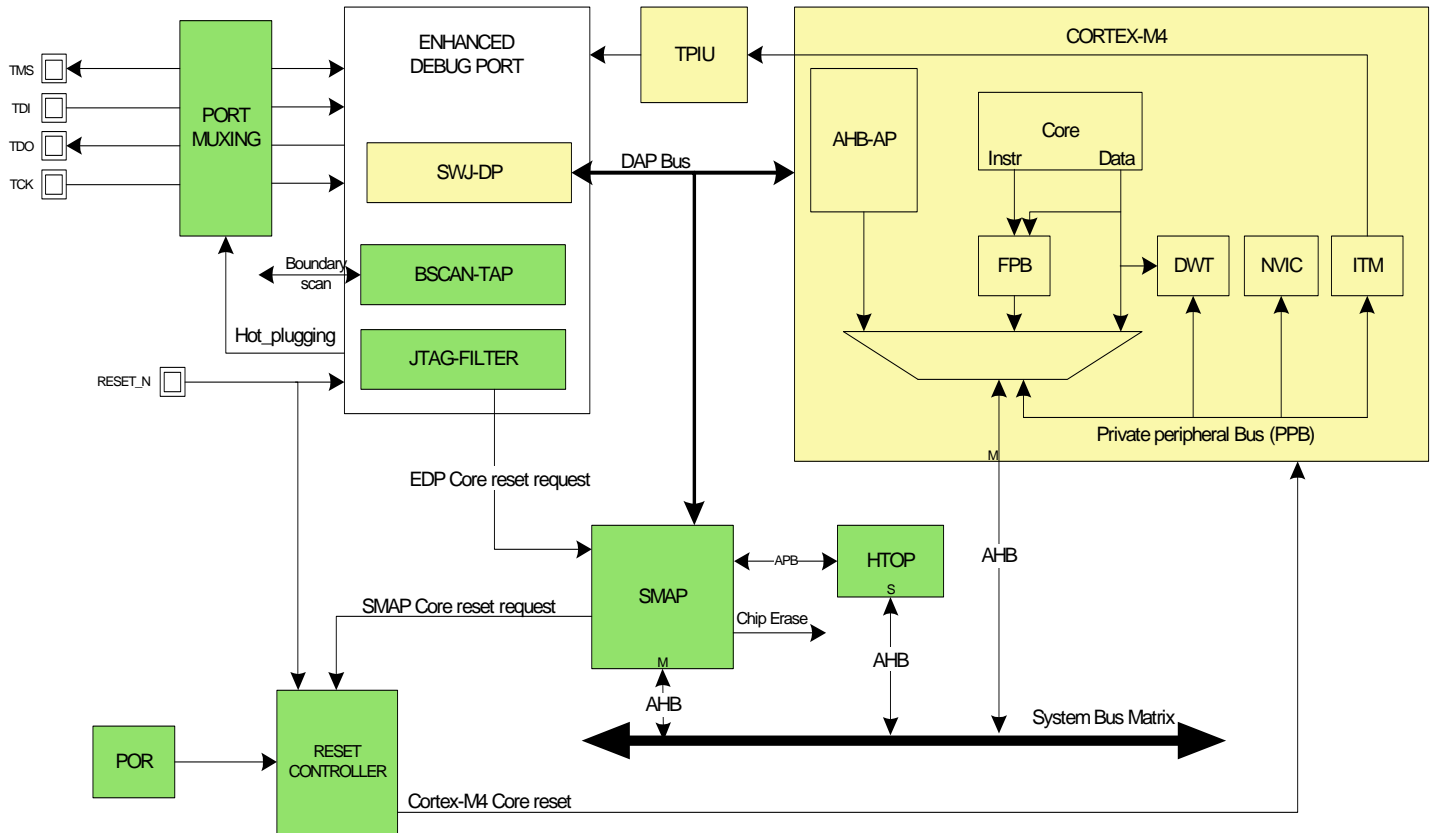 ENHANCED
DEBUG PORT
TPIU
CORTEX-M4
TMS
TDI
TDO
TCK
PORT
MUXING
AHB-AP
Core
Instr
Data
SWJ-DP
DAP Bus
Boundary
scan
BSCAN-TAP
FPB
DWT
NVIC
ITM
Hot_plugging
JTAG-FILTER
RESET_N
Private peripheral Bus (PPB)
M
EDP Core reset request
SMAP
M
APB
HTOP
S
AHB
SMAP Core reset request
Chip Erase
AHB
AHB
System Bus Matrix
POR
RESET
CONTROLLER
Cortex-M4 Core reset